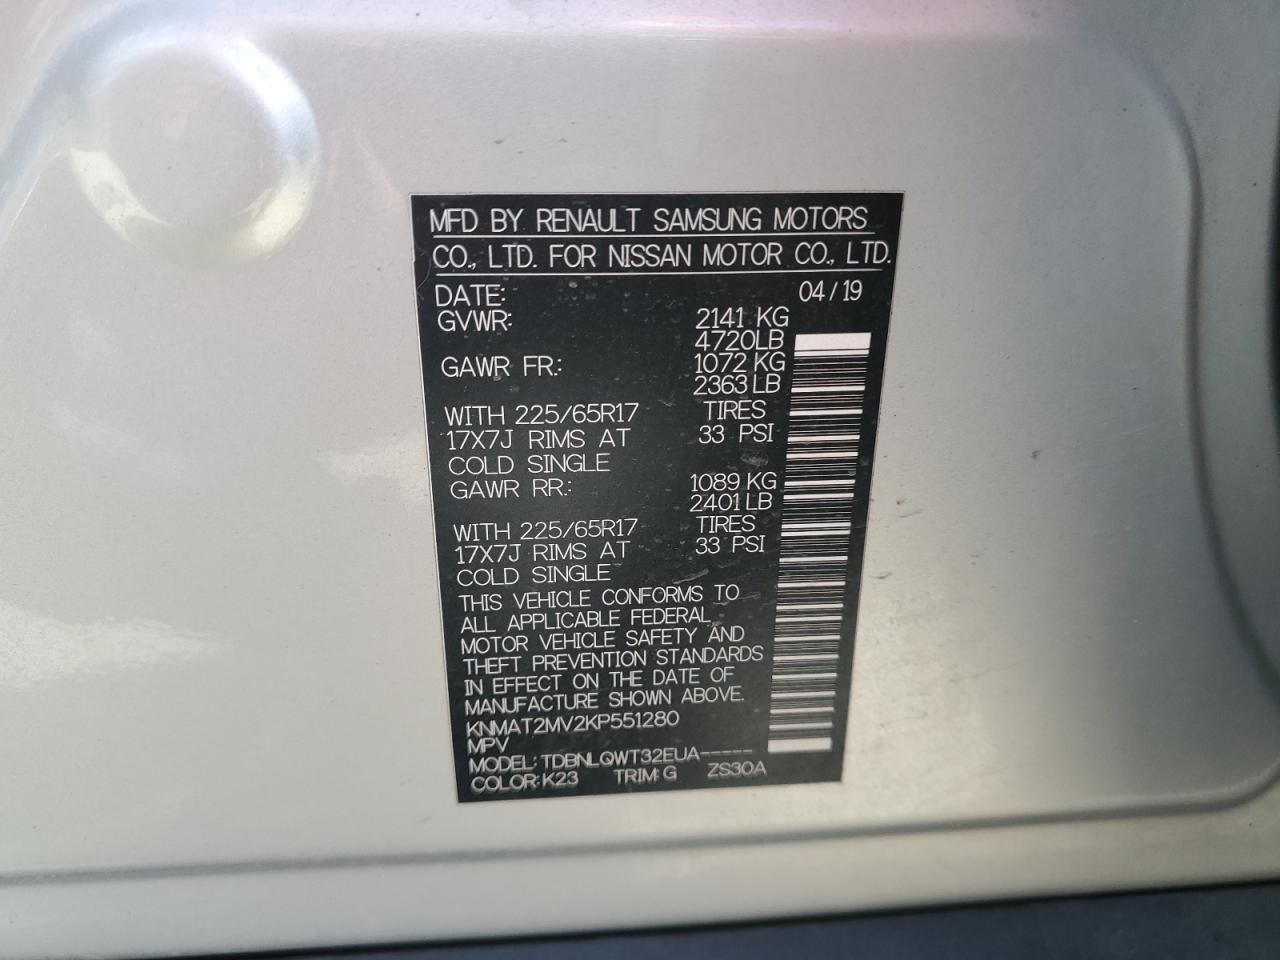 MFD BY RENAULT SAMSUNG MOTORS
CO., LTD. FOR NISSAN MOTOR CO., LTD.
DATE: 04/19
GVWR: 2141 KG
4720LB
GAWR FR.: 1072 KG
2363 LB
WITH 225/65R17 TIRES
17X7J RIMS AT 33 PSI
COLD SINGLE
GAWR RR.: 1089 KG
2401 LB
WITH 225/65R17 TIRES
17X7J RIMS AT 33 PSI
COLD SINGLE
THIS VEHICLE CONFORMS TO
ALL APPLICABLE FEDERAL
MOTOR VEHICLE SAFETY AND
THEFT PREVENTION STANDARDS
IN EFFECT ON THE DATE OF
MANUFACTURE SHOWN ABOVE.
KNMAT2MV2KP551280
MPV
MODEL: TDBNLQWT32EUA-----
COLOR: K23 TRIM: G ZS30A